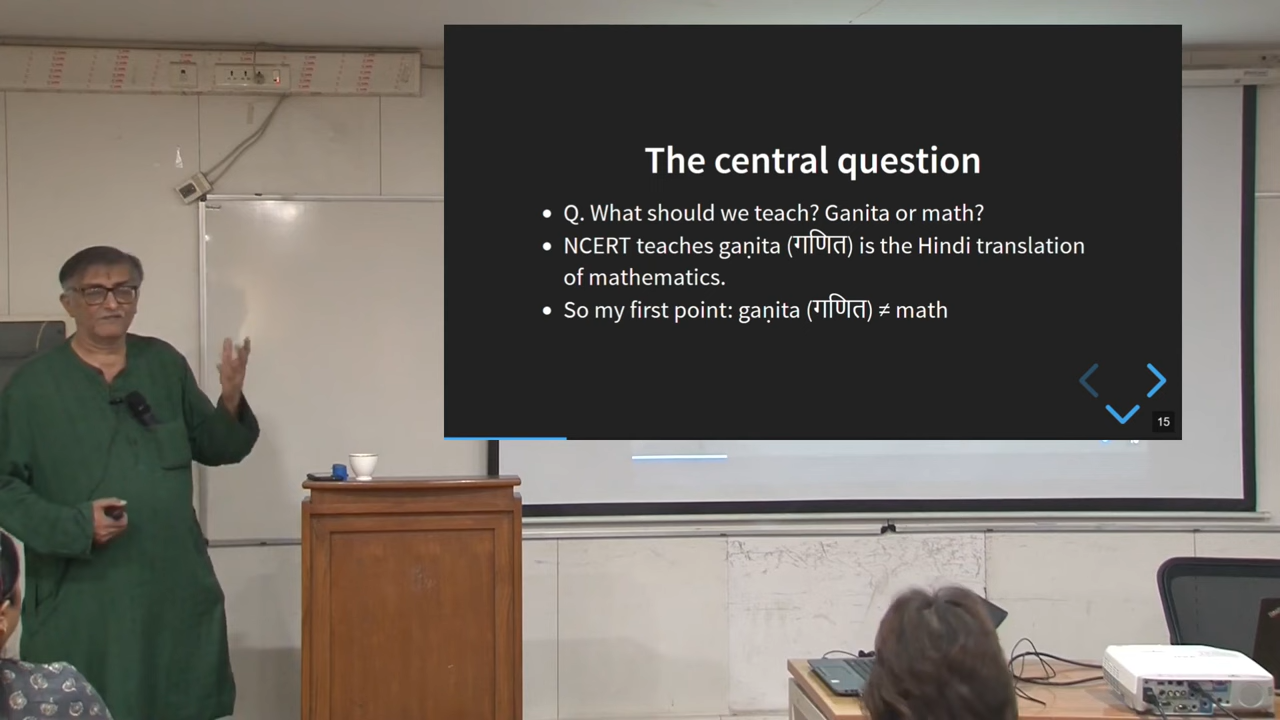 The central question
• Q. What should we teach? Ganita or math?
• NCERT teaches gaṇita (गणित) is the Hindi translation
of mathematics.
• So my first point: gaṇita (गणित) ≠ math
15